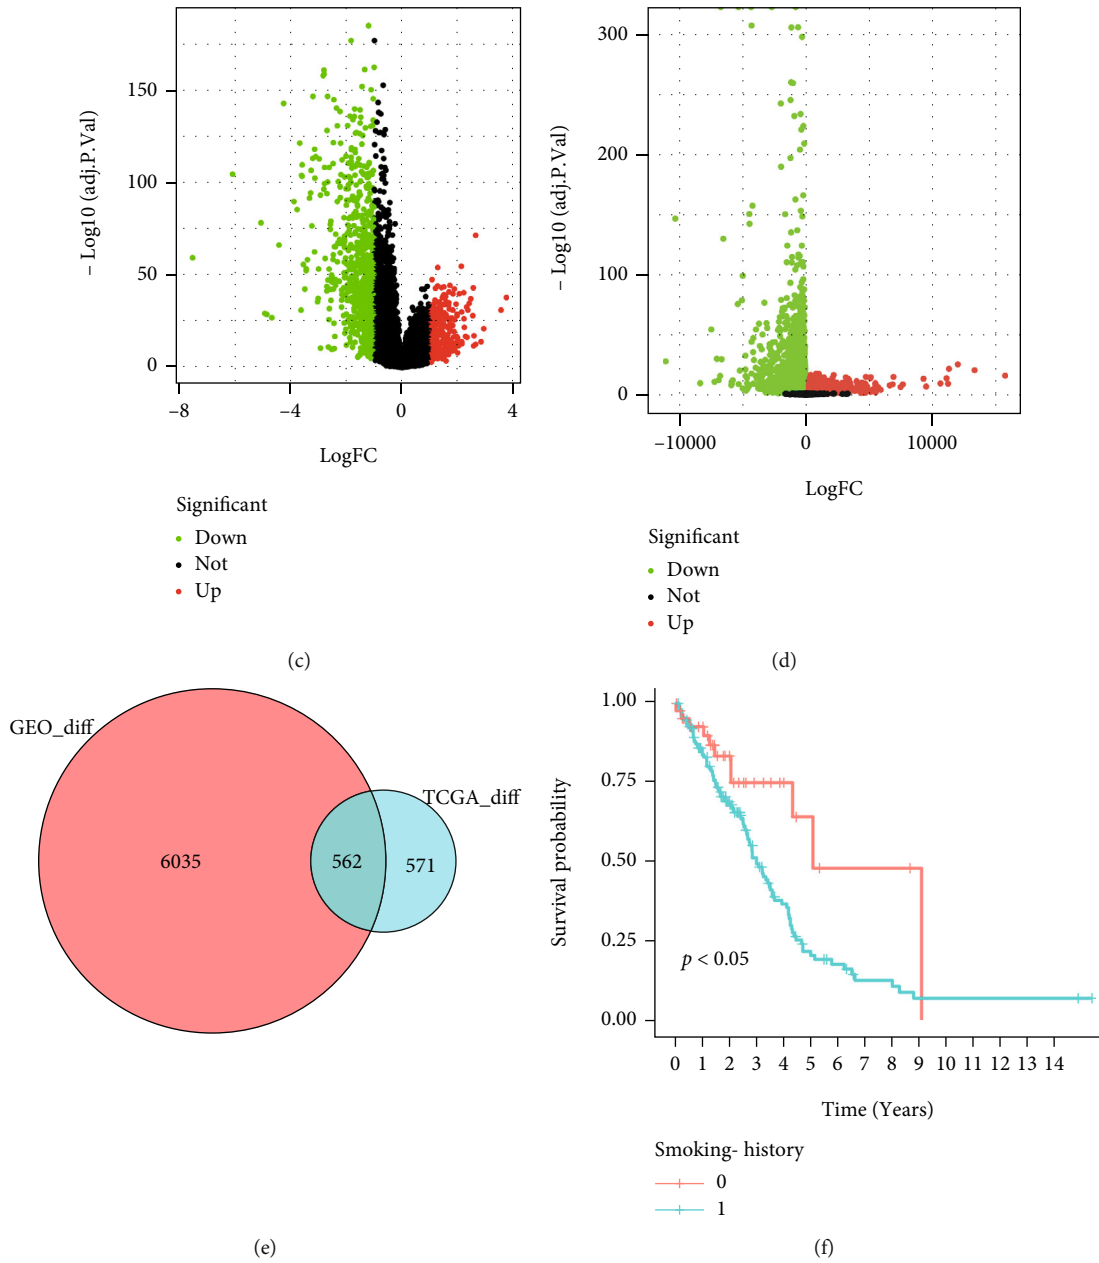 150
100
50
0
– Log10 (adj.P.Val)
–8
–4
0
4
LogFC
Significant
Down
Not
Up
(c)
300
200
100
0
– Log10 (adj.P.Val)
–10000
0
10000
LogFC
Significant
Down
Not
Up
(d)
GEO_diff
TCGA_diff
6035
562
571
(e)
1.00
0.75
0.50
0.25
0.00
Survival probability
p < 0.05
0 1 2 3 4 5 6 7 8 9 10 11 12 13 14
Time (Years)
Smoking- history
0
1
(f)